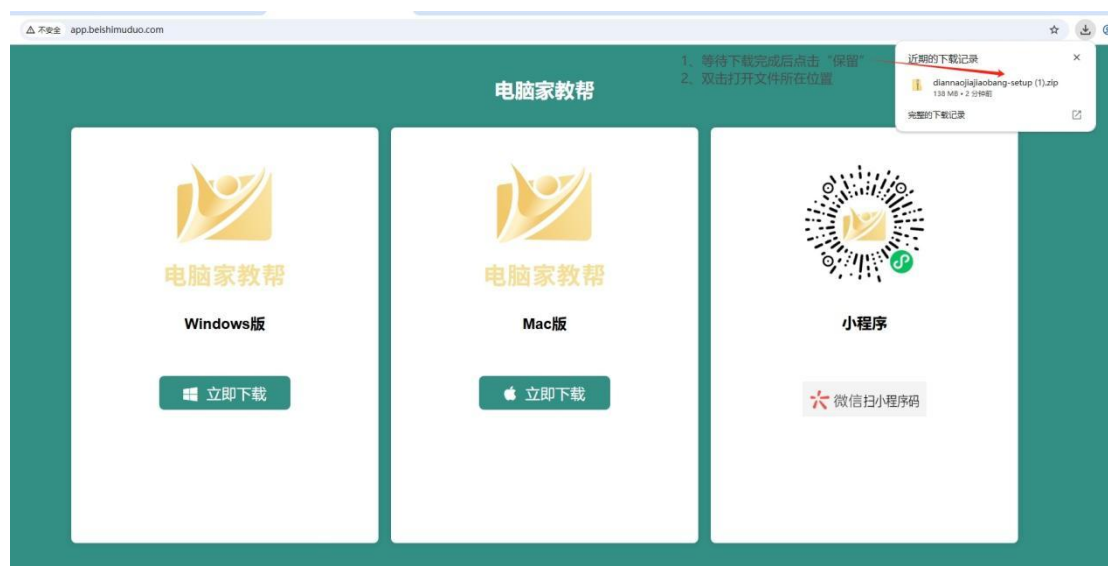 不安全 app.beishimuduo.com
1、等待下载完成后点击“保留”
2、双击打开文件所在位置
近期的下载记录
diannaojiajiaobang-setup (1).zip
138 MB • 2 分钟前
完整的下载记录
电脑家教帮
电脑家教帮
Windows版
立即下载
电脑家教帮
Mac版
立即下载
小程序
微信扫小程序码